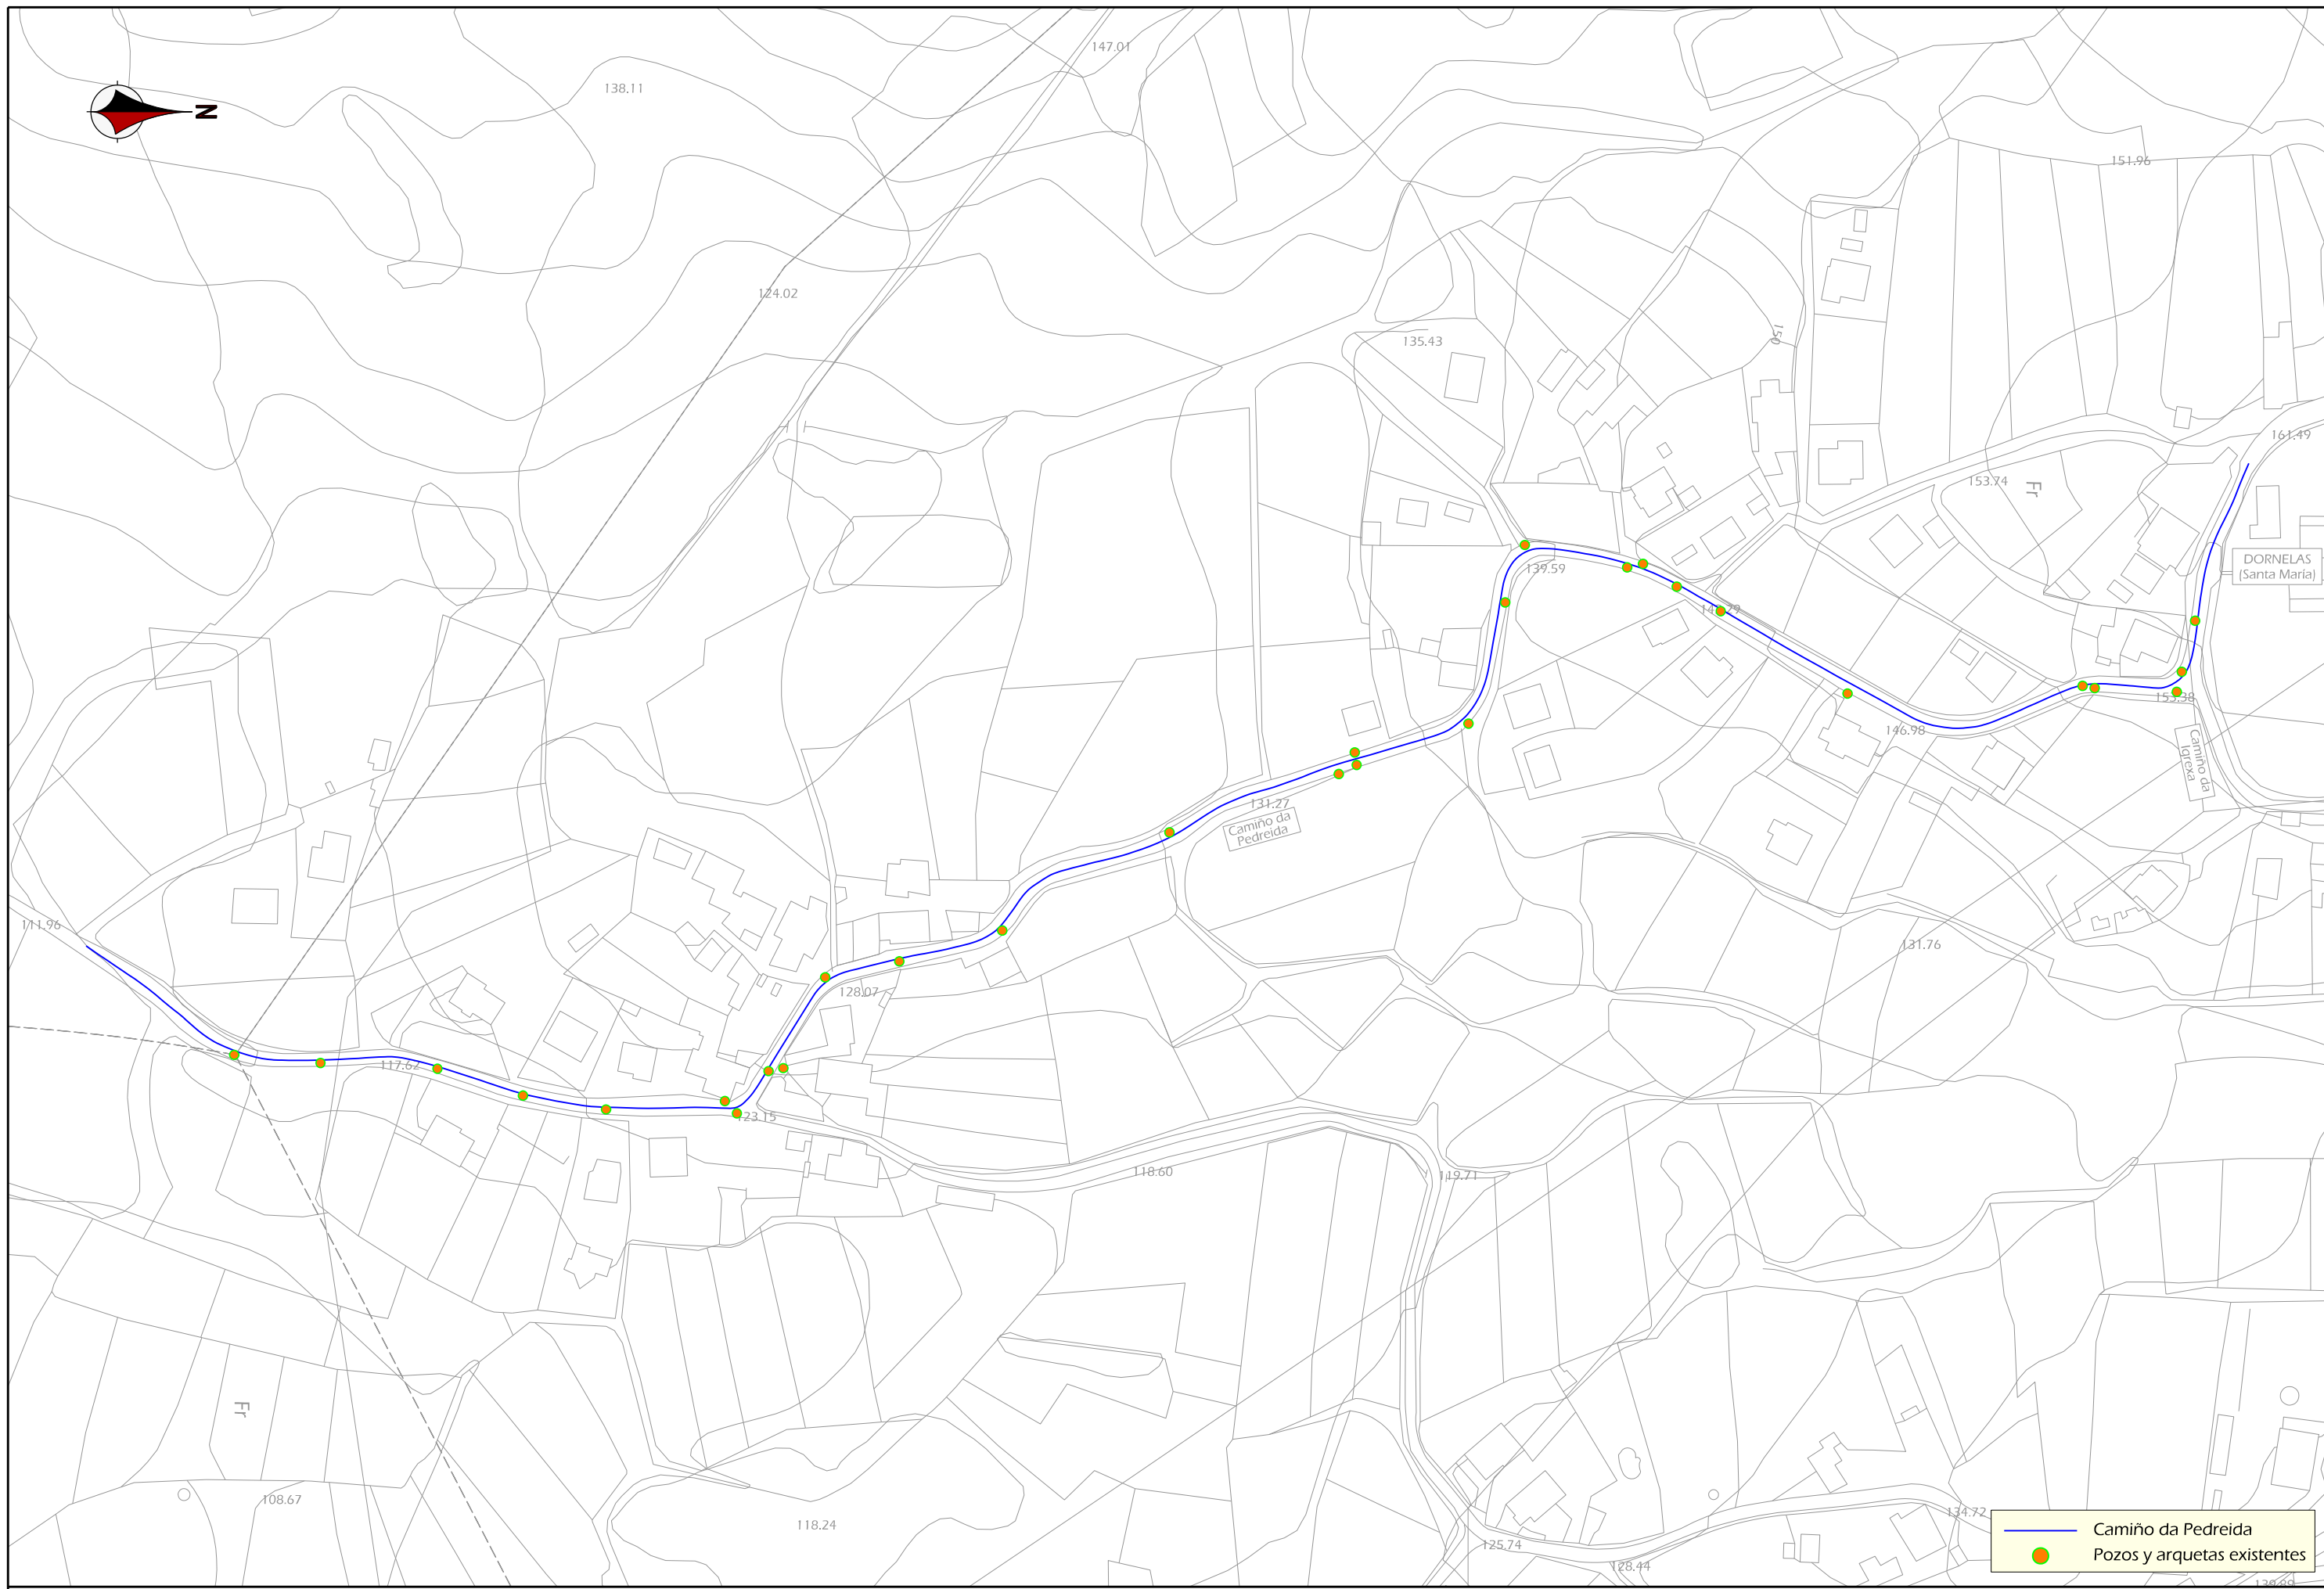 147.01
138.11
N
151.96
124.02
150
135.43
161.49
153.74
Fr
DORNELAS
(Santa María)
139.59
153.38
146.98
Camiño da
Igrexa
131.27
Camiño da
Pedreida
111.96
131.76
128.07
117.62
123.15
118.60
119.71
Fr
108.67
118.24
134.72
125.74
128.44
Camiño da Pedreida
Pozos y arquetas existentes